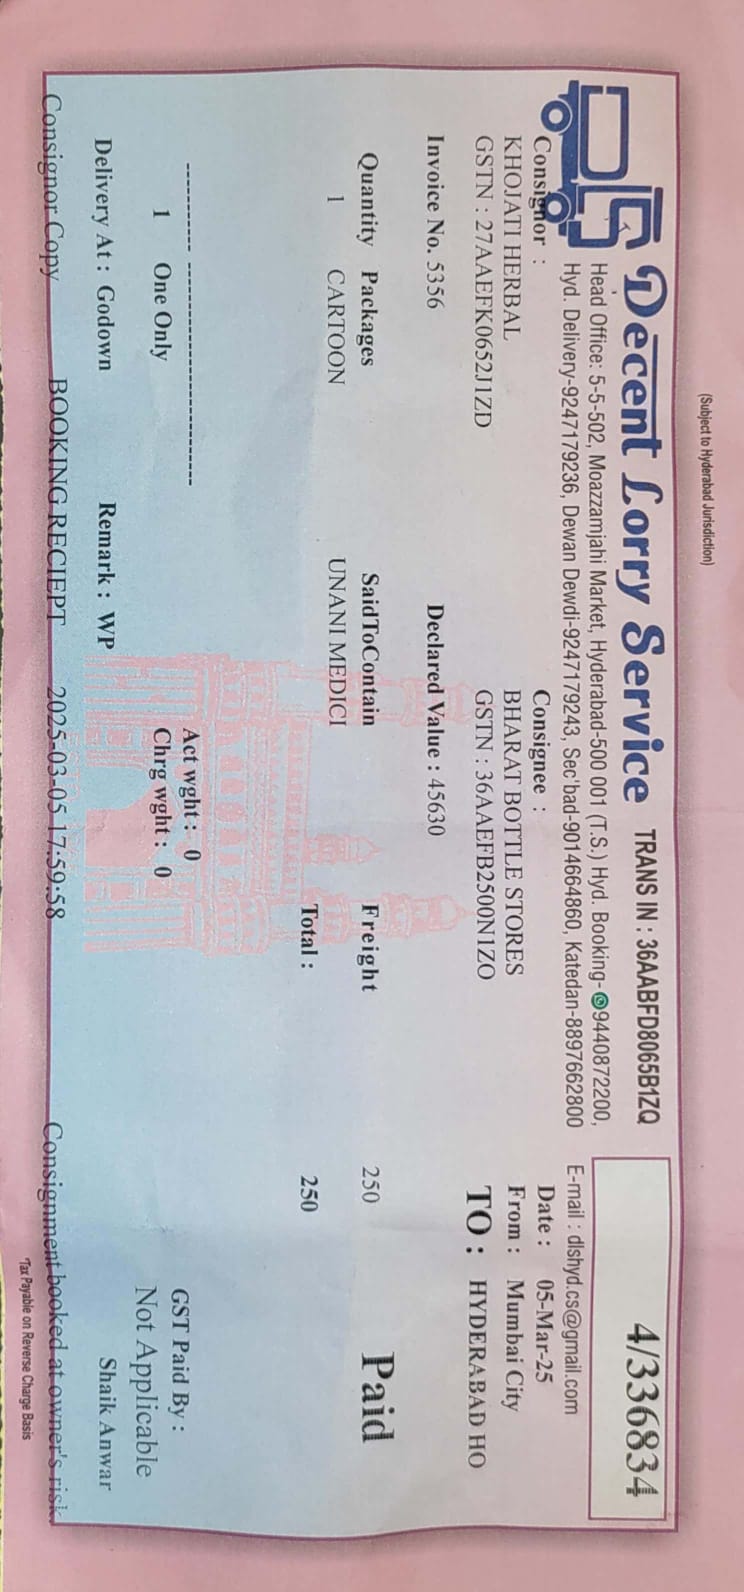 (Subject to Hyderabad Jurisdiction)
Decent Lorry Service TRANS IN : 36AABFD8065B1ZQ
4/336834
Head Office: 5-5-502, Moazzamjahi Market, Hyderabad-500 001 (T.S.) Hyd. Booking- 9440872200,
Hyd. Delivery-9247179236, Dewan Dewdi-9247179243, Sec'bad-9014664860, Katedan-8897662800
E-mail : dlshyd.cs@gmail.com
Consignor : Consignee : Date : 05-Mar-25
KHOJATI HERBAL BHARAT BOTTLE STORES From : Mumbai City
GSTN : 27AAEFK0652J1ZD GSTN : 36AAEFB2500N1ZO TO : HYDERABAD HO
Invoice No. 5356 Declared Value : 45630
Quantity Packages SaidToContain Freight 250 Paid
1 CARTOON UNANI MEDICI
Total : 250
---------- -------------------------
Act wght : 0 GST Paid By :
1 One Only Chrg wght : 0 Not Applicable
Delivery At : Godown Remark : WP Shaik Anwar
Consignor Copy BOOKING RECIEPT 2025-03-05 17:59:58 Consignment booked at owner's risk.
*Tax Payable on Reverse Charge Basis